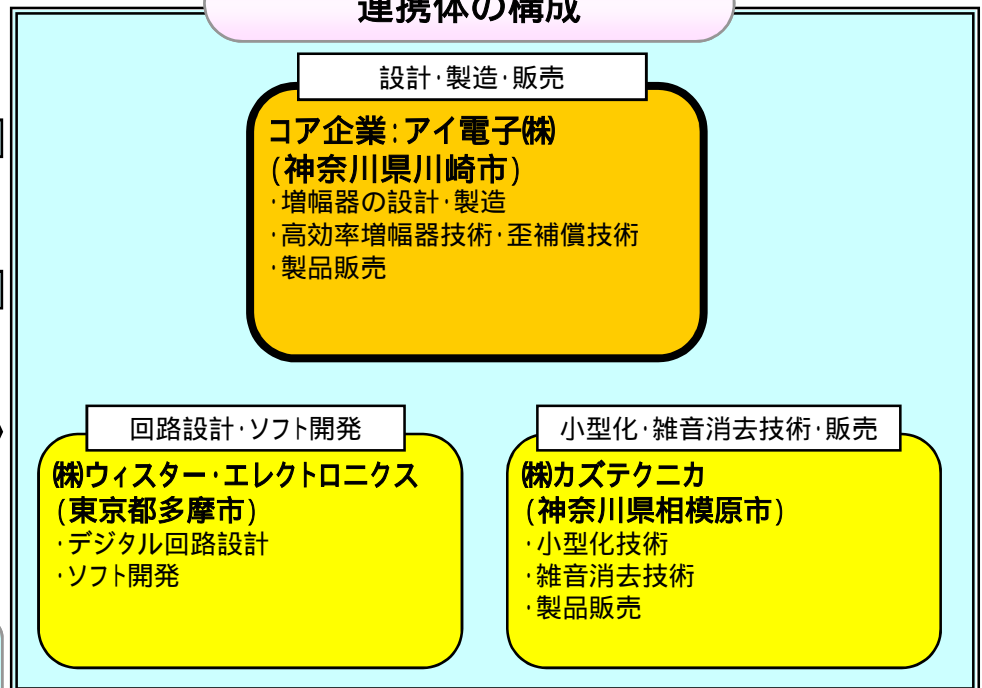 連携体の構成
設計・製造・販売
コア企業：アイ電子㈱
(神奈川県川崎市)
・増幅器の設計・製造
・高効率増幅器技術・歪補償技術
・製品販売
回路設計・ソフト開発
㈱ウィスター・エレクトロニクス
(東京都多摩市)
・デジタル回路設計
・ソフト開発
小型化・雑音消去技術・販売
㈱カズテクニカ
(神奈川県相模原市)
・小型化技術
・雑音消去技術
・製品販売